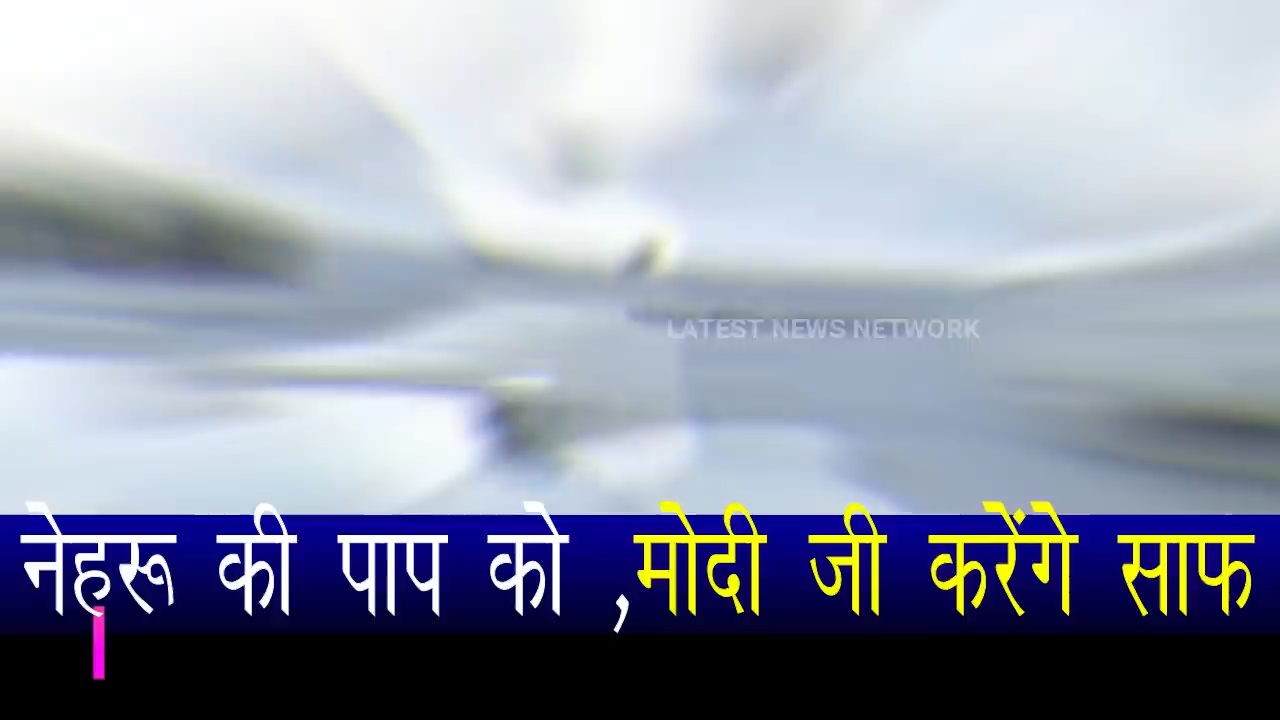 LATEST NEWS NETWORK
नेहरू की पाप को ,मोदी जी करेंगे साफ